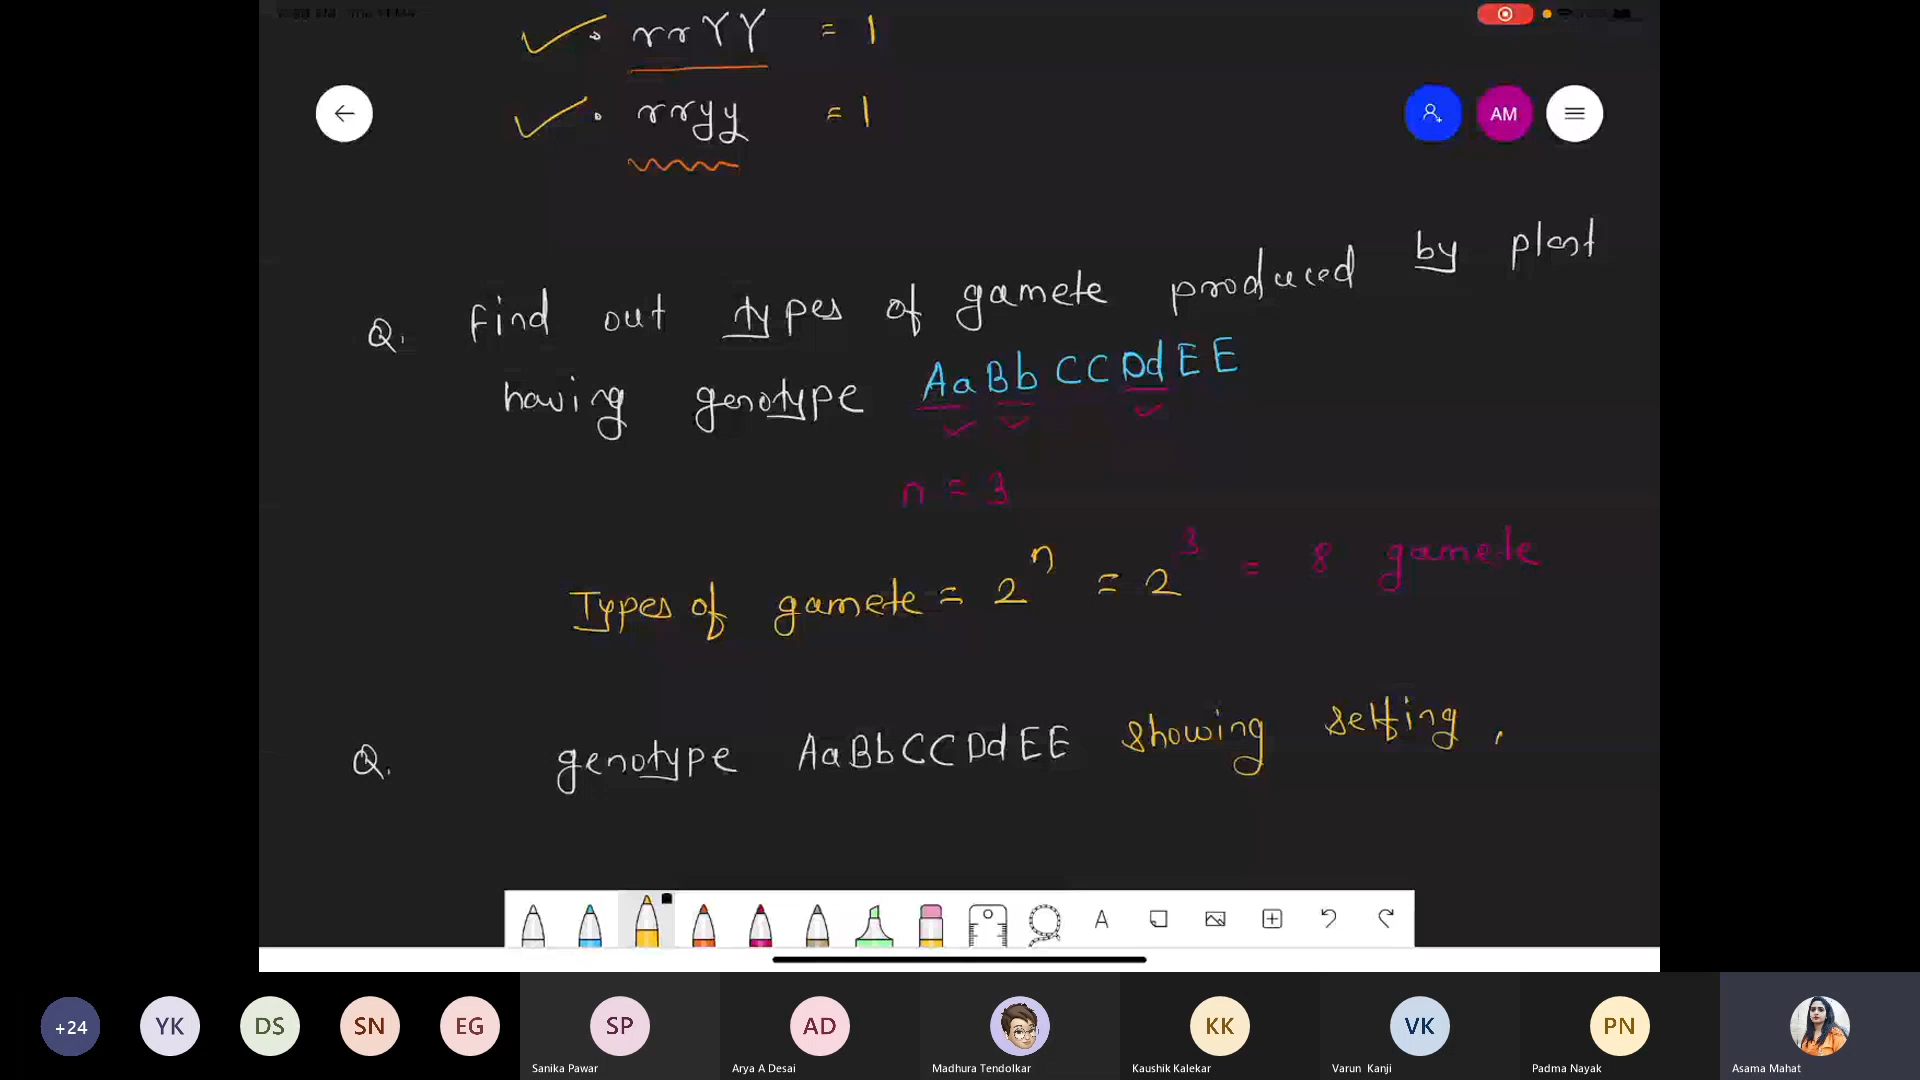 rrYY = 1
rryy = 1
AM
Q. Find out types of gamete produced by plant
having genotype AaBbCCDdEE
n = 3
Types of gamete = 2^n = 2^3 = 8 gamete
Q. genotype AaBbCCDdEE showing selfing,
A
+24 YK DS SN EG SP AD KK VK PN
Sanika Pawar Arya A Desai Madhura Tendolkar Kaushik Kalekar Varun Kanji Padma Nayak Asama Mahat